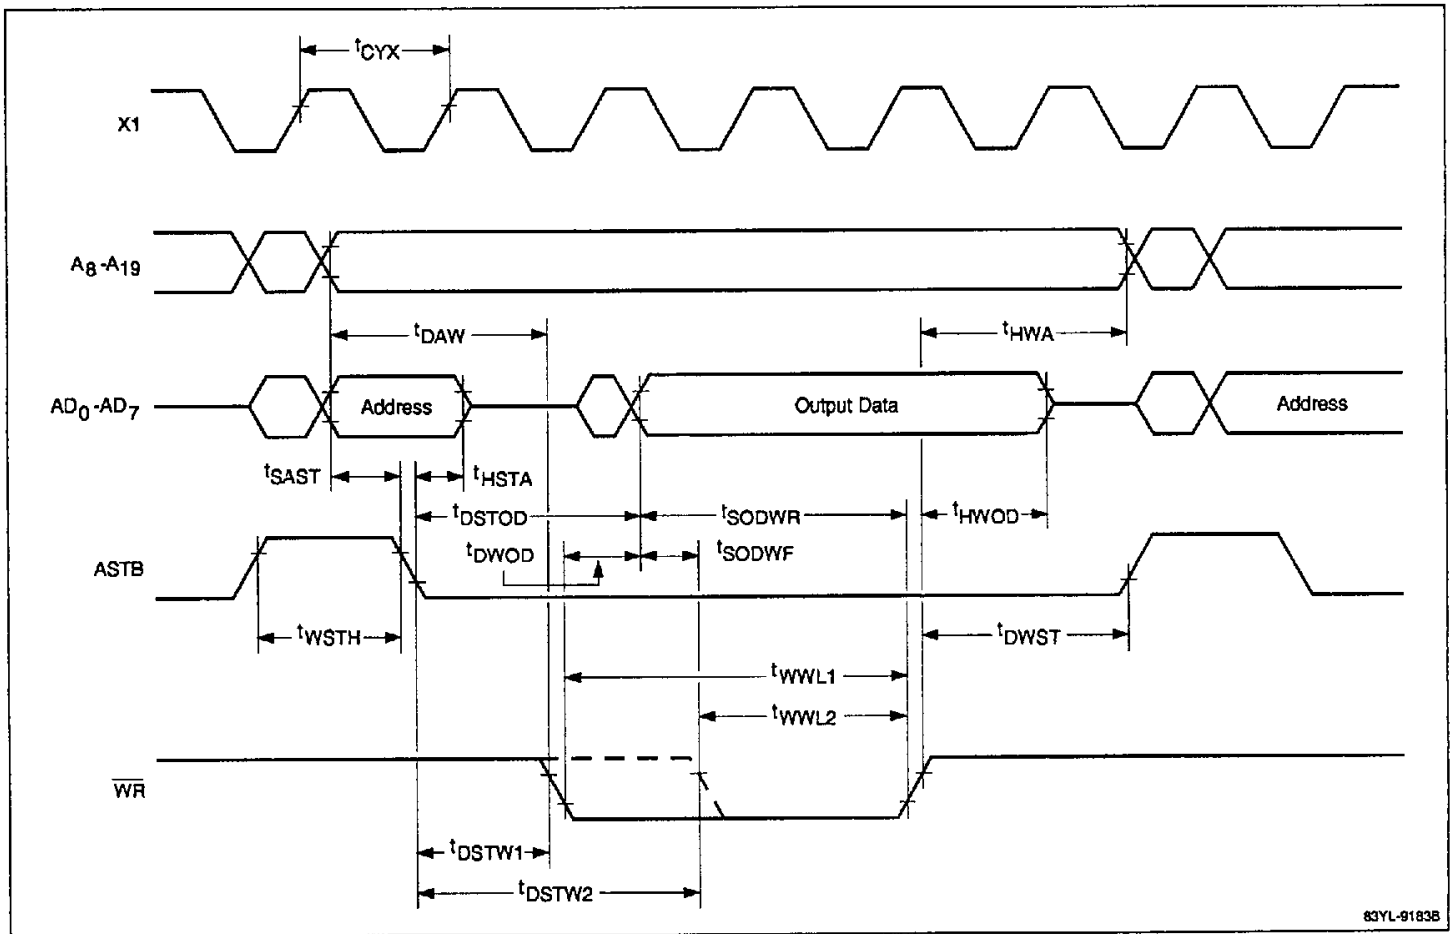 tCYX
X1
A8-A19
tDAW
tHWA
AD0-AD7
Address
Output Data
Address
tSAST
tHSTA
tDSTOD
tSODWR
tHWOD
tDWOD
tSODWF
ASTB
tWSTH
tDWST
tWWL1
tWWL2
WR
tDSTW1
tDSTW2
83YL-9183B